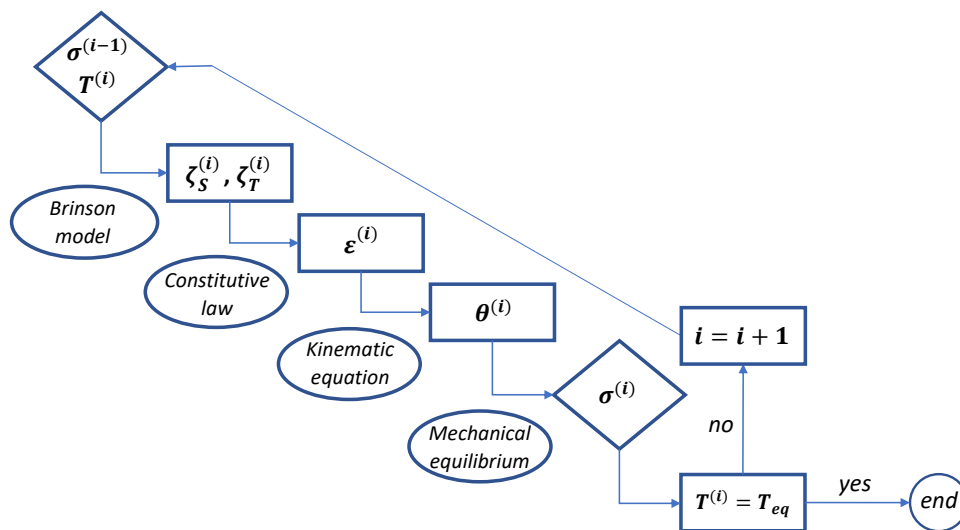 σ^(i−1)
T^(i)
ζ_S^(i) , ζ_T^(i)
Brinson
model
ε^(i)
Constitutive
law
θ^(i)
i = i + 1
Kinematic
equation
σ^(i)
no
Mechanical
equilibrium
T^(i) = T_eq
yes
end